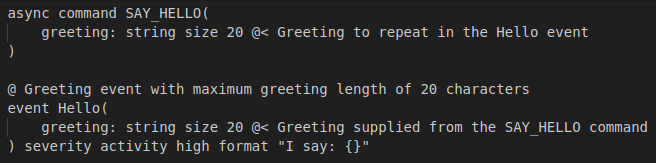 async command SAY_HELLO(
    greeting: string size 20 @< Greeting to repeat in the Hello event
)

@ Greeting event with maximum greeting length of 20 characters
event Hello(
    greeting: string size 20 @< Greeting supplied from the SAY_HELLO command
) severity activity high format "I say: {}"